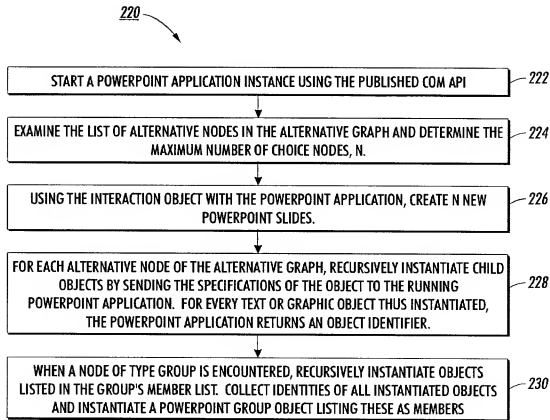 220
START A POWERPOINT APPLICATION INSTANCE USING THE PUBLISHED COM API
222
EXAMINE THE LIST OF ALTERNATIVE NODES IN THE ALTERNATIVE GRAPH AND DETERMINE THE
MAXIMUM NUMBER OF CHOICE NODES, N.
224
USING THE INTERACTION OBJECT WITH THE POWERPOINT APPLICATION, CREATE N NEW
POWERPOINT SLIDES.
226
FOR EACH ALTERNATIVE NODE OF THE ALTERNATIVE GRAPH, RECURSIVELY INSTANTIATE CHILD
OBJECTS BY SENDING THE SPECIFICATIONS OF THE OBJECT TO THE RUNNING
POWERPOINT APPLICATION. FOR EVERY TEXT OR GRAPHIC OBJECT THUS INSTANTIATED,
THE POWERPOINT APPLICATION RETURNS AN OBJECT IDENTIFIER.
228
WHEN A NODE OF TYPE GROUP IS ENCOUNTERED, RECURSIVELY INSTANTIATE OBJECTS
LISTED IN THE GROUP'S MEMBER LIST. COLLECT IDENTITIES OF ALL INSTANTIATED OBJECTS
AND INSTANTIATE A POWERPOINT GROUP OBJECT LISTING THESE AS MEMBERS
230